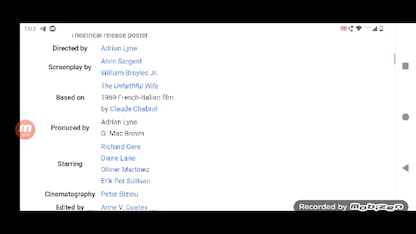 Theatrical release poster
Directed by Adrian Lyne
Screenplay by Alvin Sargent
William Broyles Jr.
Based on The Unfaithful Wife
1969 French-Italian film
by Claude Chabrol
Produced by Adrian Lyne
G. Mac Brown
Starring Richard Gere
Diane Lane
Olivier Martinez
Erik Per Sullivan
Cinematography Peter Biziou
Edited by Anne V. Coates
Recorded by Mobizen